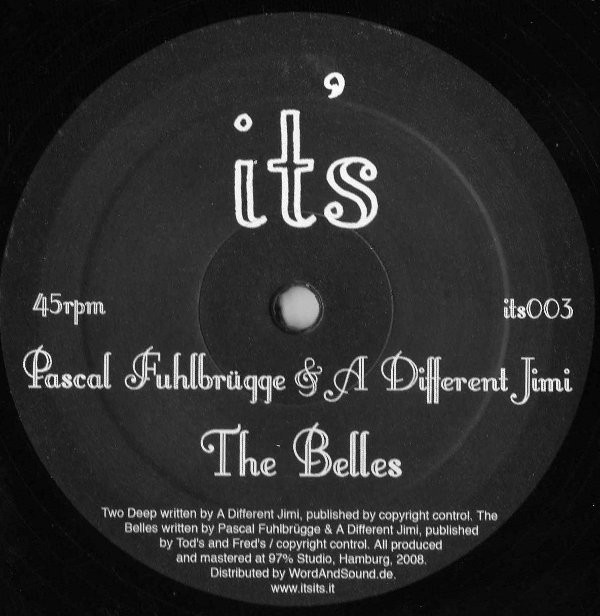 it's
45rpm
its003
Pascal Fuhlbrügge & A Different Jimi
The Belles
Two Deep written by A Different Jimi, published by copyright control. The
Belles written by Pascal Fuhlbrügge & A Different Jimi, published
by Tod's and Fred's / copyright control. All produced
and mastered at 97% Studio, Hamburg, 2008.
Distributed by WordAndSound.de.
www.itsits.it